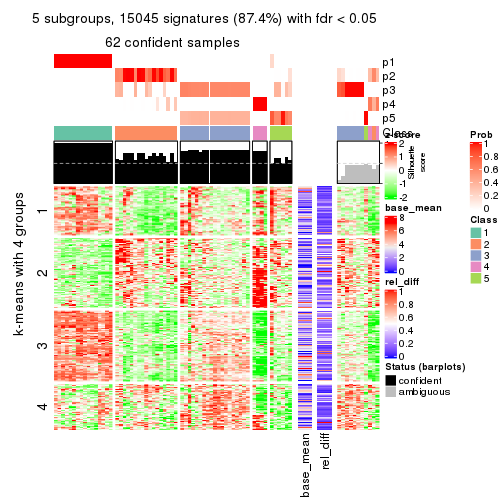 5 subgroups, 15045 signatures (87.4%) with fdr < 0.05
62 confident samples
p1
p2
p3
p4
p5
Class
Silhouette
score
k-means with 4 groups
1
2
3
4
base_mean
rel_diff
z-score
2
1
0
-1
-2
base_mean
8
6
4
2
0
rel_diff
1
0.8
0.6
0.4
0.2
0
Status (barplots)
confident
ambiguous
Prob
1
0.8
0.6
0.4
0.2
0
Class
1
2
3
4
5